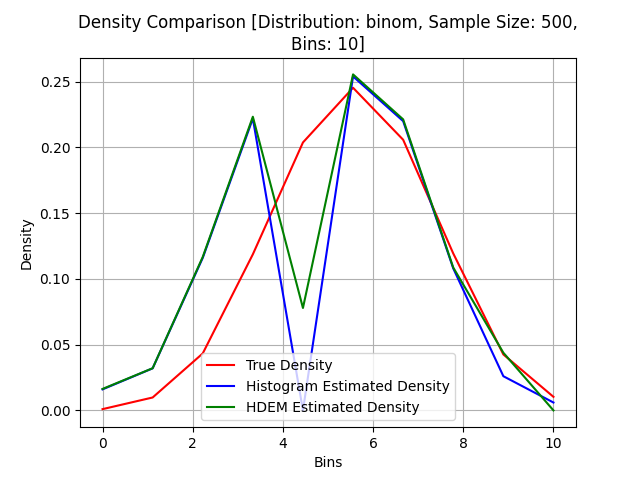 Density Comparison [Distribution: binom, Sample Size: 500,
Bins: 10]
0.25
0.20
0.15
0.10
0.05
0.00
Density
True Density
Histogram Estimated Density
HDEM Estimated Density
0 2 4 6 8 10
Bins